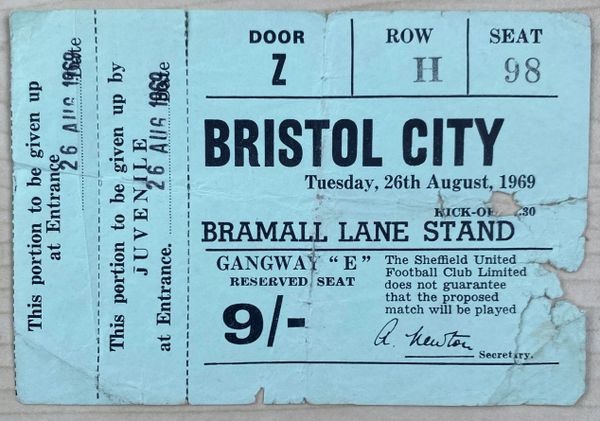 This portion to be given up
at Entrance
Date
26 AUG 1969
This portion to be given up by
JUVENILE
at Entrance.
Date
26 AUG 1969
DOOR
Z
ROW
H
SEAT
98
BRISTOL CITY
Tuesday, 26th August, 1969
BRAMALL LANE STAND
GANGWAY "E"
RESERVED SEAT
9/-
The Sheffield United
Football Club Limited
does not guarantee
that the proposed
match will be played
A. Newton
Secretary.